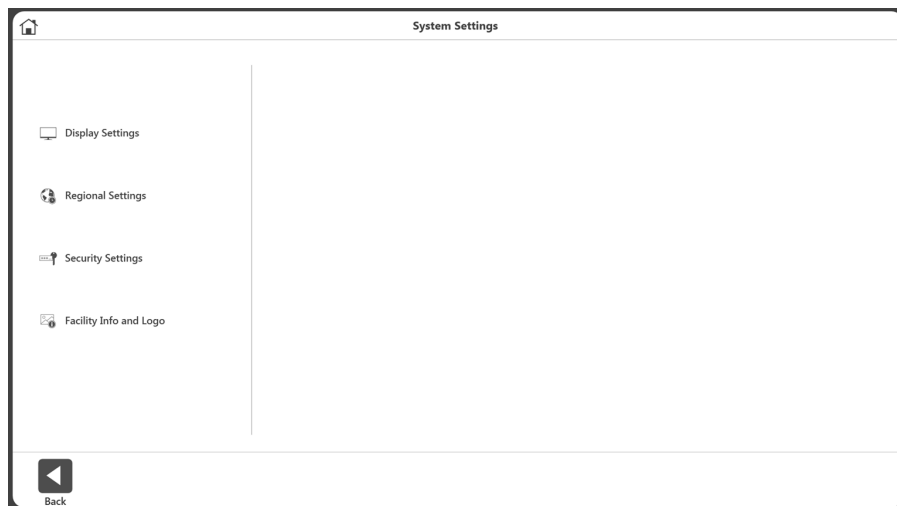 System Settings
Display Settings
Regional Settings
Security Settings
Facility Info and Logo
Back